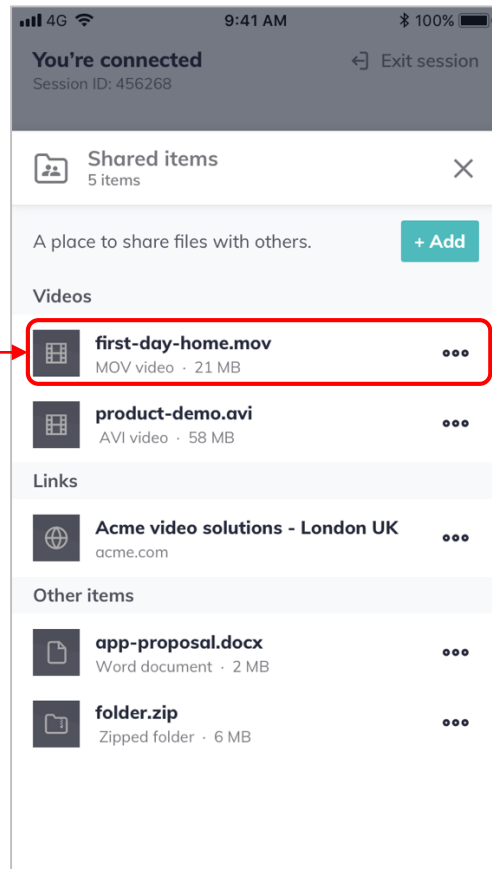 4G 9:41 AM 100%
You're connected
Exit session
Session ID: 456268
Shared items
5 items
A place to share files with others.
+ Add
Videos
first-day-home.mov
MOV video · 21 MB
product-demo.avi
AVI video · 58 MB
Links
Acme video solutions - London UK
acme.com
Other items
app-proposal.docx
Word document · 2 MB
folder.zip
Zipped folder · 6 MB